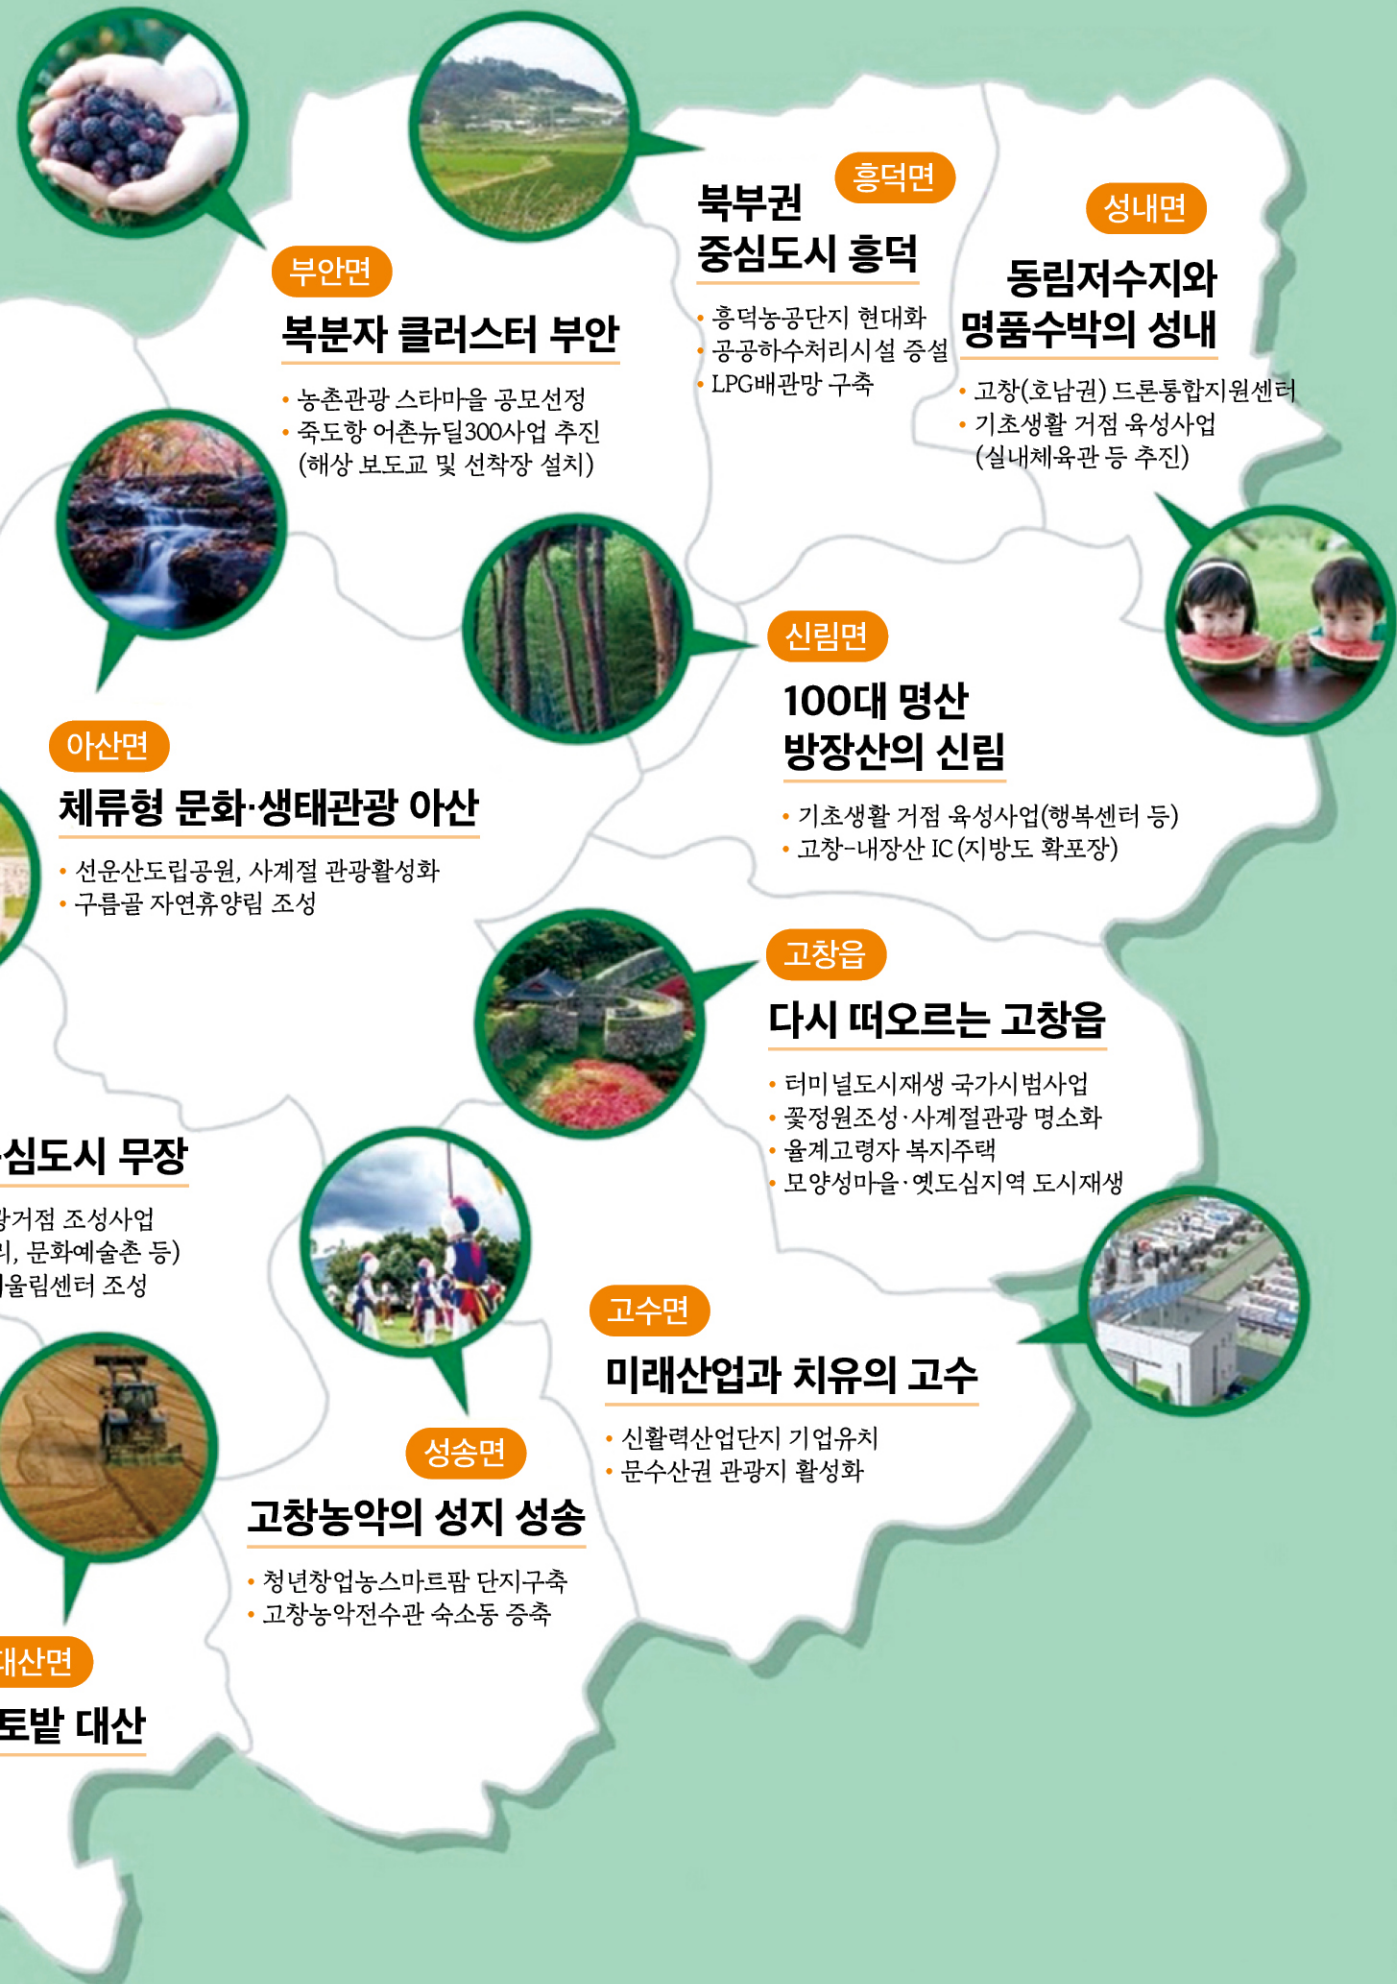 부안면
복분자 클러스터 부안
• 농촌관광 스타마을 공모선정
• 죽도항 어촌뉴딜300사업 추진
(해상 보도교 및 선착장 설치)
흥덕면
북부권
중심도시 흥덕
• 흥덕농공단지 현대화
• 공공하수처리시설 증설
• LPG배관망 구축
성내면
동림저수지와
명품수박의 성내
• 고창(호남권) 드론통합지원센터
• 기초생활 거점 육성사업
(실내체육관 등 추진)
신림면
100대 명산
방장산의 신림
• 기초생활 거점 육성사업(행복센터 등)
• 고창-내장산 IC (지방도 확포장)
아산면
체류형 문화·생태관광 아산
• 선운산도립공원, 사계절 관광활성화
• 구름골 자연휴양림 조성
고창읍
다시 떠오르는 고창읍
• 터미널도시재생 국가시범사업
• 꽃정원조성·사계절관광 명소화
• 율계고령자 복지주택
• 모양성마을·옛도심지역 도시재생
심도시 무장
거점 조성사업
문화예술촌 등)
울림센터 조성
고수면
미래산업과 치유의 고수
• 신활력산업단지 기업유치
• 문수산권 관광지 활성화
성송면
고창농악의 성지 성송
• 청년창업농스마트팜 단지구축
• 고창농악전수관 숙소동 증축
대산면
토밭 대산